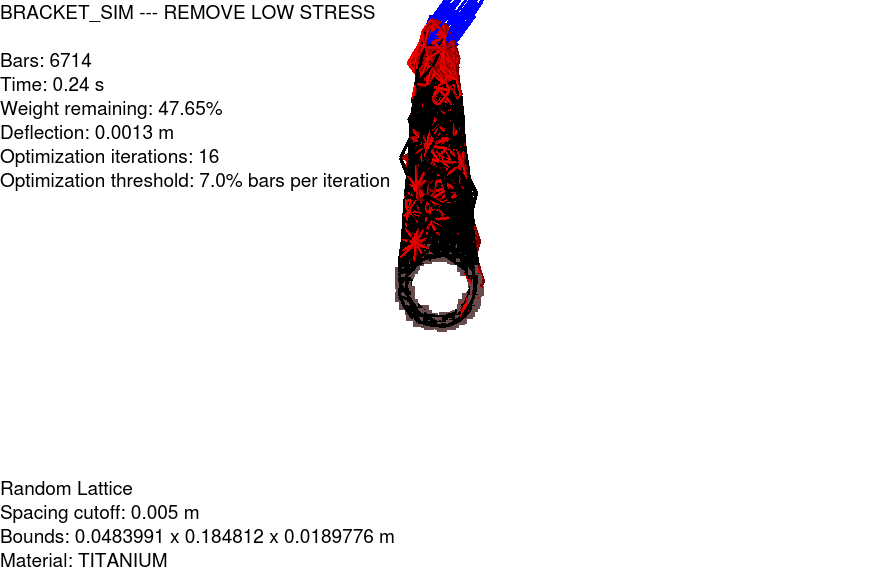 BRACKET_SIM --- REMOVE LOW STRESS
Bars: 6714
Time: 0.24 s
Weight remaining: 47.65%
Deflection: 0.0013 m
Optimization iterations: 16
Optimization threshold: 7.0% bars per iteration
Random Lattice
Spacing cutoff: 0.005 m
Bounds: 0.0483991 x 0.184812 x 0.0189776 m
Material: TITANIUM